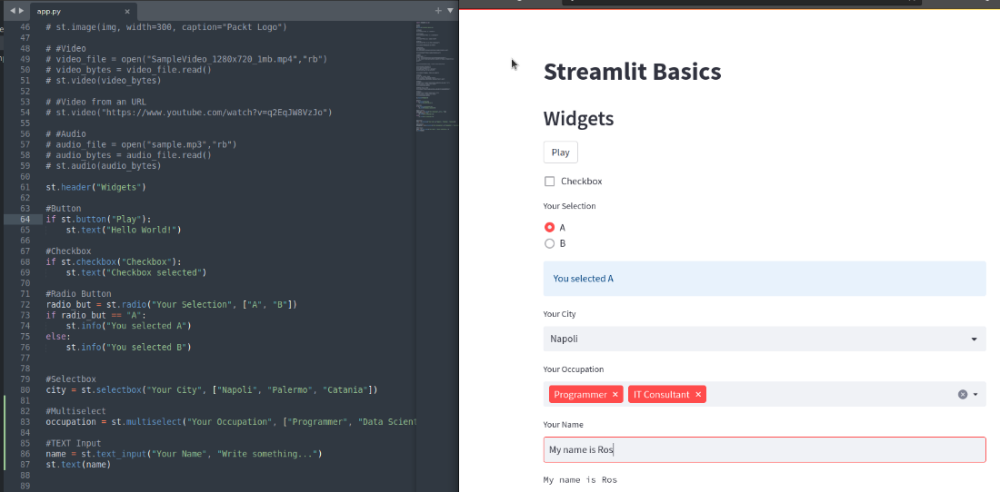 app.py
46 # st.image(img, width=300, caption="Packt Logo")
47
48 # #Video
49 # video_file = open("SampleVideo_1280x720_1mb.mp4","rb")
50 # video_bytes = video_file.read()
51 # st.video(video_bytes)
52
53 # #Video from an URL
54 # st.video("https://www.youtube.com/watch?v=q2EqJW8VzJo")
55
56 # #Audio
57 # audio_file = open("sample.mp3","rb")
58 # audio_bytes = audio_file.read()
59 # st.audio(audio_bytes)
60
61 st.header("Widgets")
62
63 #Button
64 if st.button("Play"):
65 st.text("Hello World!")
66
67 #Checkbox
68 if st.checkbox("Checkbox"):
69 st.text("Checkbox selected")
70
71 #Radio Button
72 radio_but = st.radio("Your Selection", ["A", "B"])
73 if radio_but == "A":
74 st.info("You selected A")
75 else:
76 st.info("You selected B")
77
78
79 #Selectbox
80 city = st.selectbox("Your City", ["Napoli", "Palermo", "Catania"])
81
82 #Multiselect
83 occupation = st.multiselect("Your Occupation", ["Programmer", "Data Scient
84
85 #TEXT Input
86 name = st.text_input("Your Name", "Write something...")
87 st.text(name)
88
89
Streamlit Basics
Widgets
Play
Checkbox
Your Selection
A
B
You selected A
Your City
Napoli
Your Occupation
Programmer × IT Consultant ×
Your Name
My name is Ros
My name is Ros